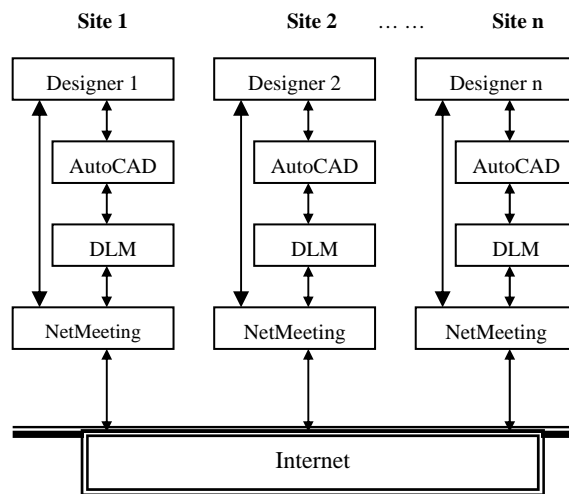 Site 1 Site 2 ... ... Site n
Designer 1 Designer 2 Designer n
AutoCAD AutoCAD AutoCAD
DLM DLM DLM
NetMeeting NetMeeting NetMeeting
Internet